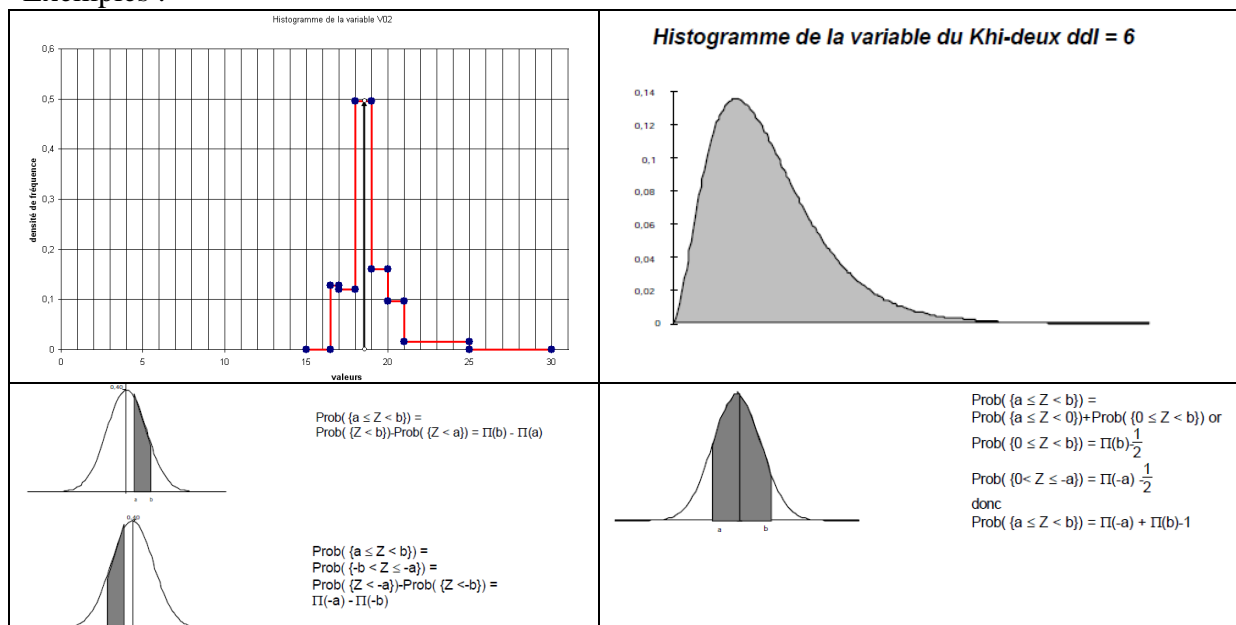 Exemples :
Histogramme de la variable V02
0,6
0,5
0,4
0,3
0,2
0,1
0
densité de fréquence
0 5 10 15 20 25 30
valeurs
Histogramme de la variable du Khi-deux ddl = 6
0,14
0,12
0,1
0,08
0,06
0,04
0,02
0
0,40
a b
Prob( {a ≤ Z < b}) =
Prob( {Z < b})-Prob( {Z < a}) = Π(b) - Π(a)
0,40
Prob( {a ≤ Z < b}) =
Prob( {-b < Z ≤ -a}) =
Prob( {Z < -a})-Prob( {Z <-b}) =
Π(-a) - Π(-b)
a b
Prob( {a ≤ Z < b}) =
Prob( {a ≤ Z < 0})+Prob( {0 ≤ Z < b}) or
Prob( {0 ≤ Z < b}) = Π(b)-1/2
Prob( {0< Z ≤ -a}) = Π(-a) -1/2
donc
Prob( {a ≤ Z < b}) = Π(-a) + Π(b)-1